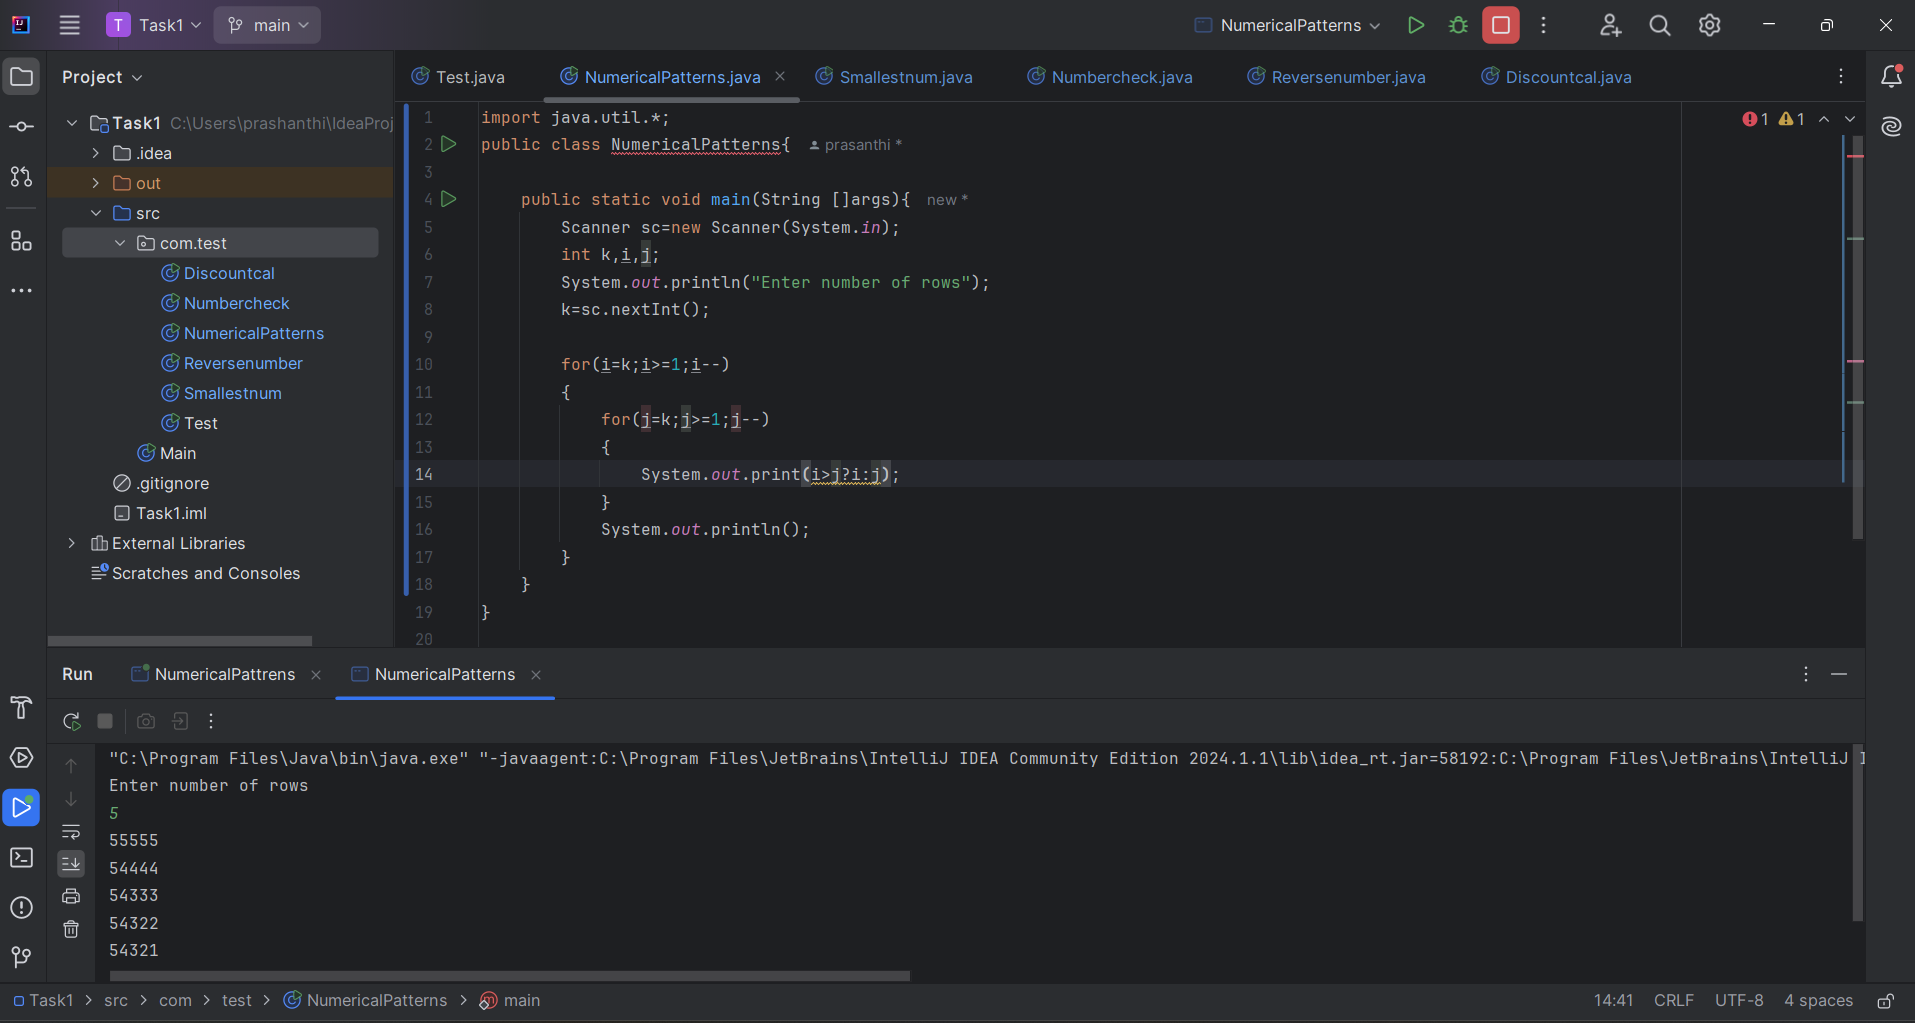 T Task1 main NumericalPatterns
Project
Test.java NumericalPatterns.java Smallestnum.java Numbercheck.java Reversenumber.java Discountcal.java
Task1 C:\Users\prashanthi\IdeaProj
.idea
out
src
com.test
Discountcal
Numbercheck
NumericalPatterns
Reversenumber
Smallestnum
Test
Main
.gitignore
Task1.iml
External Libraries
Scratches and Consoles
1 1
1 import java.util.*;
2 public class NumericalPatterns{ prasanthi *
3
4 public static void main(String []args){ new *
5 Scanner sc=new Scanner(System.in);
6 int k,i,j;
7 System.out.println("Enter number of rows");
8 k=sc.nextInt();
9
10 for(i=k;i>=1;i--)
11 {
12 for(j=k;j>=1;j--)
13 {
14 System.out.print(i>j?i:j);
15 }
16 System.out.println();
17 }
18 }
19 }
20
Run NumericalPattrens NumericalPatterns
"C:\Program Files\Java\bin\java.exe" "-javaagent:C:\Program Files\JetBrains\IntelliJ IDEA Community Edition 2024.1.1\lib\idea_rt.jar=58192:C:\Program Files\JetBrains\IntelliJ
Enter number of rows
5
55555
54444
54333
54322
54321
Task1 > src > com > test > NumericalPatterns > main 14:41 CRLF UTF-8 4 spaces